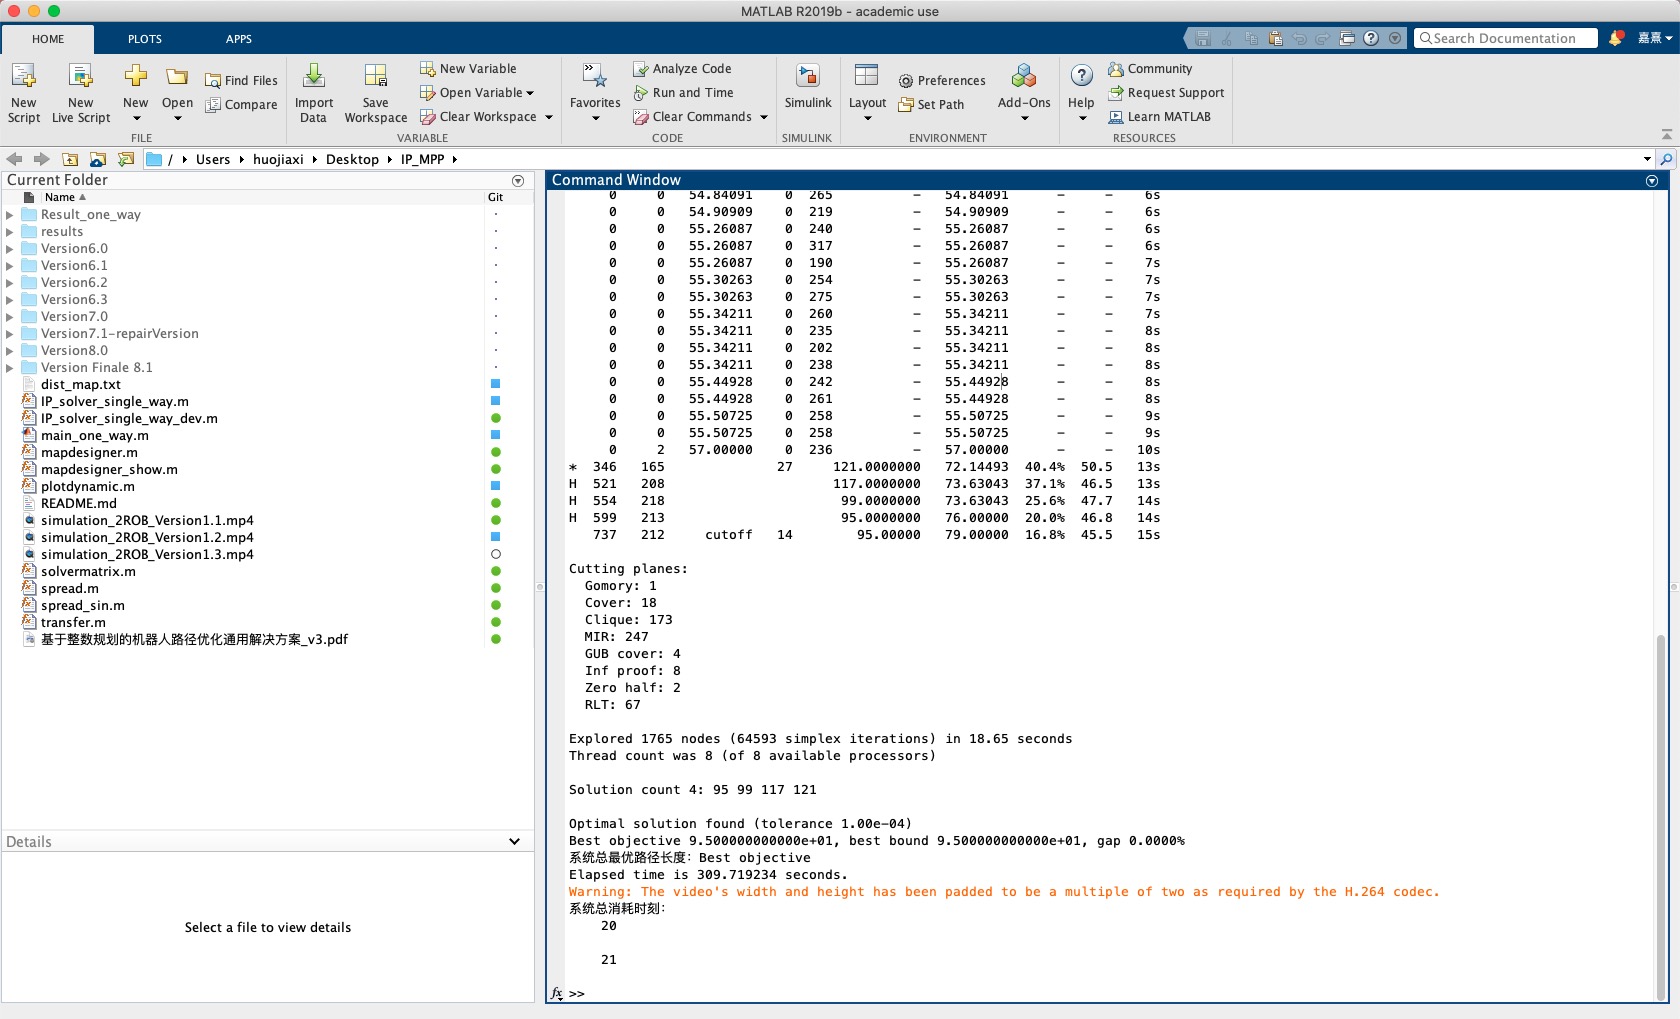 MATLAB R2019b - academic use
HOME PLOTS APPS
Search Documentation
嘉熹
New Script
New Live Script
New
Open
Find Files
Compare
FILE
Import Data
Save Workspace
New Variable
Open Variable
Clear Workspace
VARIABLE
Favorites
Analyze Code
Run and Time
Clear Commands
CODE
Simulink
SIMULINK
Layout
Preferences
Set Path
Add-Ons
ENVIRONMENT
Help
Community
Request Support
Learn MATLAB
RESOURCES
/ Users huojiaxi Desktop IP_MPP
Current Folder
Name Git
Result_one_way
results
Version6.0
Version6.1
Version6.2
Version6.3
Version7.0
Version7.1-repairVersion
Version8.0
Version Finale 8.1
dist_map.txt
IP_solver_single_way.m
IP_solver_single_way_dev.m
main_one_way.m
mapdesigner.m
mapdesigner_show.m
plotdynamic.m
README.md
simulation_2ROB_Version1.1.mp4
simulation_2ROB_Version1.2.mp4
simulation_2ROB_Version1.3.mp4
solvermatrix.m
spread.m
spread_sin.m
transfer.m
基于整数规划的机器人路径优化通用解决方案_v3.pdf
Details
Select a file to view details
Command Window
0 0 54.84091 0 265 - 54.84091 - - 6s
0 0 54.90909 0 219 - 54.90909 - - 6s
0 0 55.26087 0 240 - 55.26087 - - 6s
0 0 55.26087 0 317 - 55.26087 - - 6s
0 0 55.26087 0 190 - 55.26087 - - 7s
0 0 55.30263 0 254 - 55.30263 - - 7s
0 0 55.30263 0 275 - 55.30263 - - 7s
0 0 55.34211 0 260 - 55.34211 - - 7s
0 0 55.34211 0 235 - 55.34211 - - 8s
0 0 55.34211 0 202 - 55.34211 - - 8s
0 0 55.34211 0 238 - 55.34211 - - 8s
0 0 55.44928 0 242 - 55.44928 - - 8s
0 0 55.44928 0 261 - 55.44928 - - 8s
0 0 55.50725 0 258 - 55.50725 - - 9s
0 0 55.50725 0 258 - 55.50725 - - 9s
0 2 57.00000 0 236 - 57.00000 - - 10s
* 346 165 27 121.0000000 72.14493 40.4% 50.5 13s
H 521 208 117.0000000 73.63043 37.1% 46.5 13s
H 554 218 99.0000000 73.63043 25.6% 47.7 14s
H 599 213 95.0000000 76.00000 20.0% 46.8 14s
737 212 cutoff 14 95.00000 79.00000 16.8% 45.5 15s
Cutting planes:
Gomory: 1
Cover: 18
Clique: 173
MIR: 247
GUB cover: 4
Inf proof: 8
Zero half: 2
RLT: 67
Explored 1765 nodes (64593 simplex iterations) in 18.65 seconds
Thread count was 8 (of 8 available processors)
Solution count 4: 95 99 117 121
Optimal solution found (tolerance 1.00e-04)
Best objective 9.500000000000e+01, best bound 9.500000000000e+01, gap 0.0000%
系统总最优路径长度: Best objective
Elapsed time is 309.719234 seconds.
Warning: The video's width and height has been padded to be a multiple of two as required by the H.264 codec.
系统总消耗时刻:
20
21
fx >>